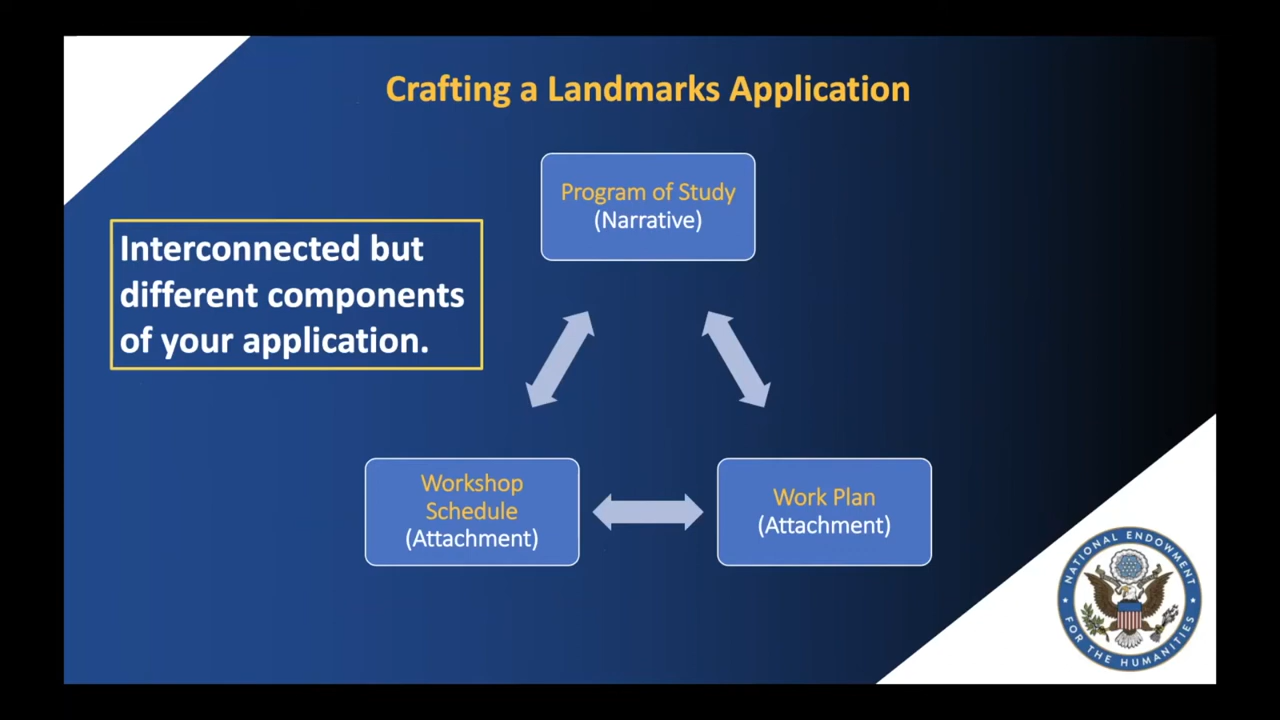 Crafting a Landmarks Application
Program of Study
(Narrative)
Interconnected but
different components
of your application.
Workshop
Schedule
(Attachment)
Work Plan
(Attachment)
NATIONAL ENDOWMENT
FOR THE HUMANITIES